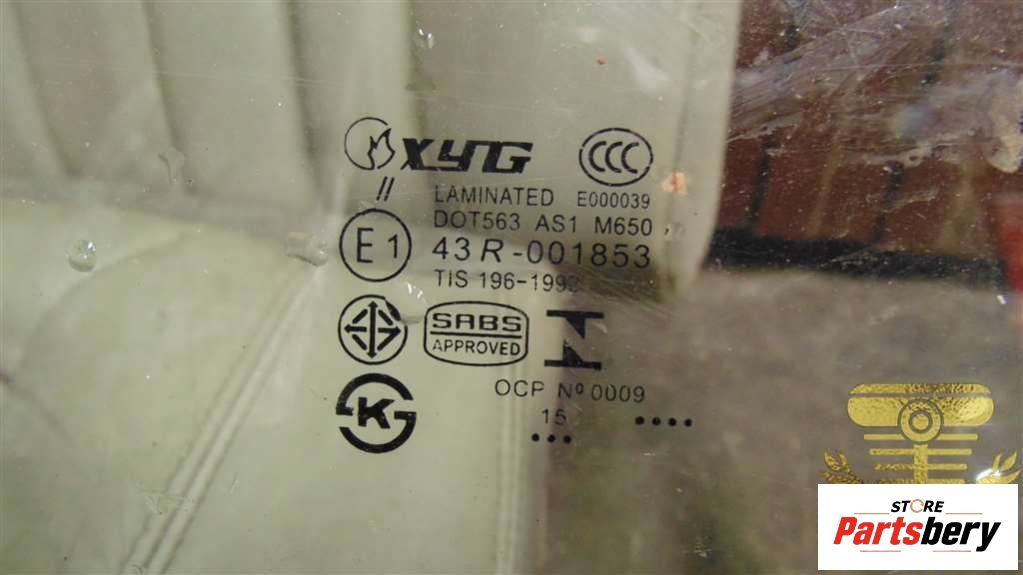 XYG
CCC
//
LAMINATED E000039
DOT563 AS1 M650
E1
43R-001853
TIS 196-199
SABS
APPROVED
K
OCP Nº 0009
15
STORE
Partsbery